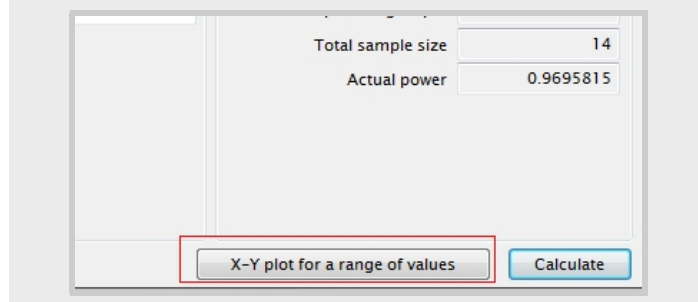 Total sample size 14
Actual power 0.9695815
X-Y plot for a range of values Calculate